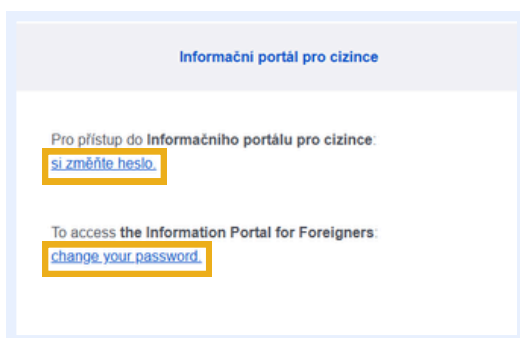 Informační portál pro cizince
Pro přístup do Informačního portálu pro cizince:
si změňte heslo.
To access the Information Portal for Foreigners:
change your password.